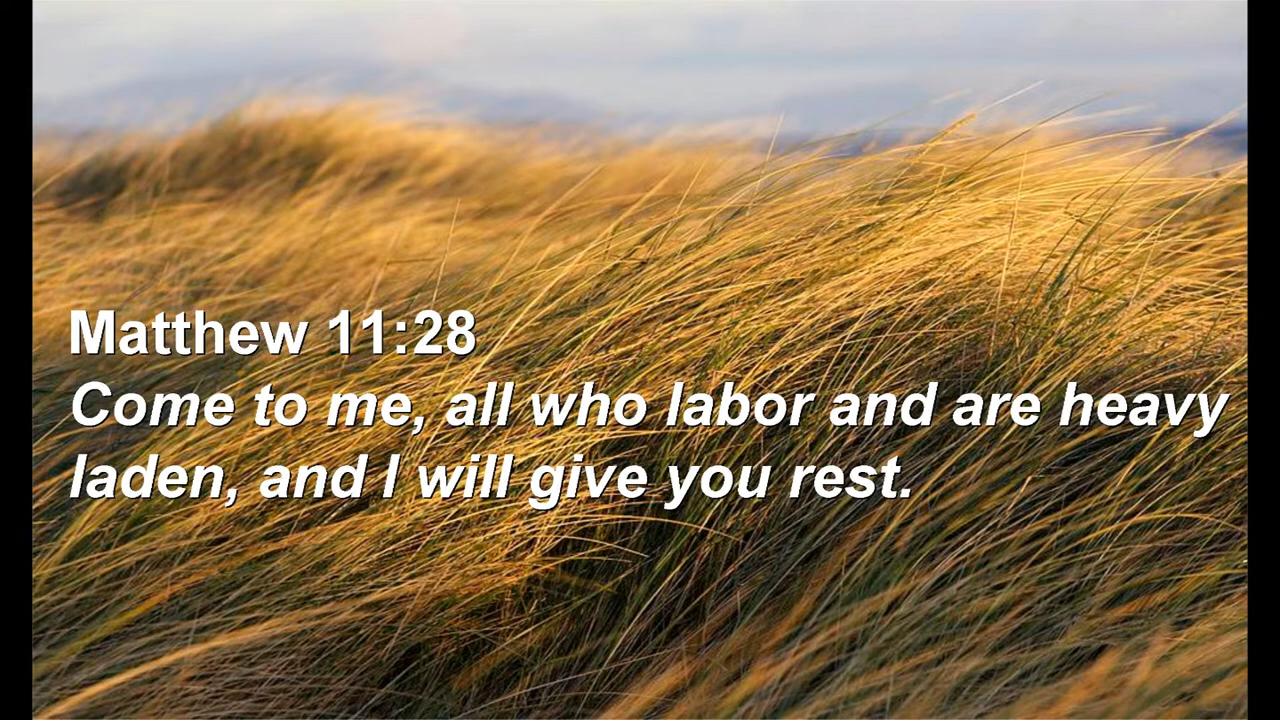 Matthew 11:28
Come to me, all who labor and are heavy
laden, and I will give you rest.